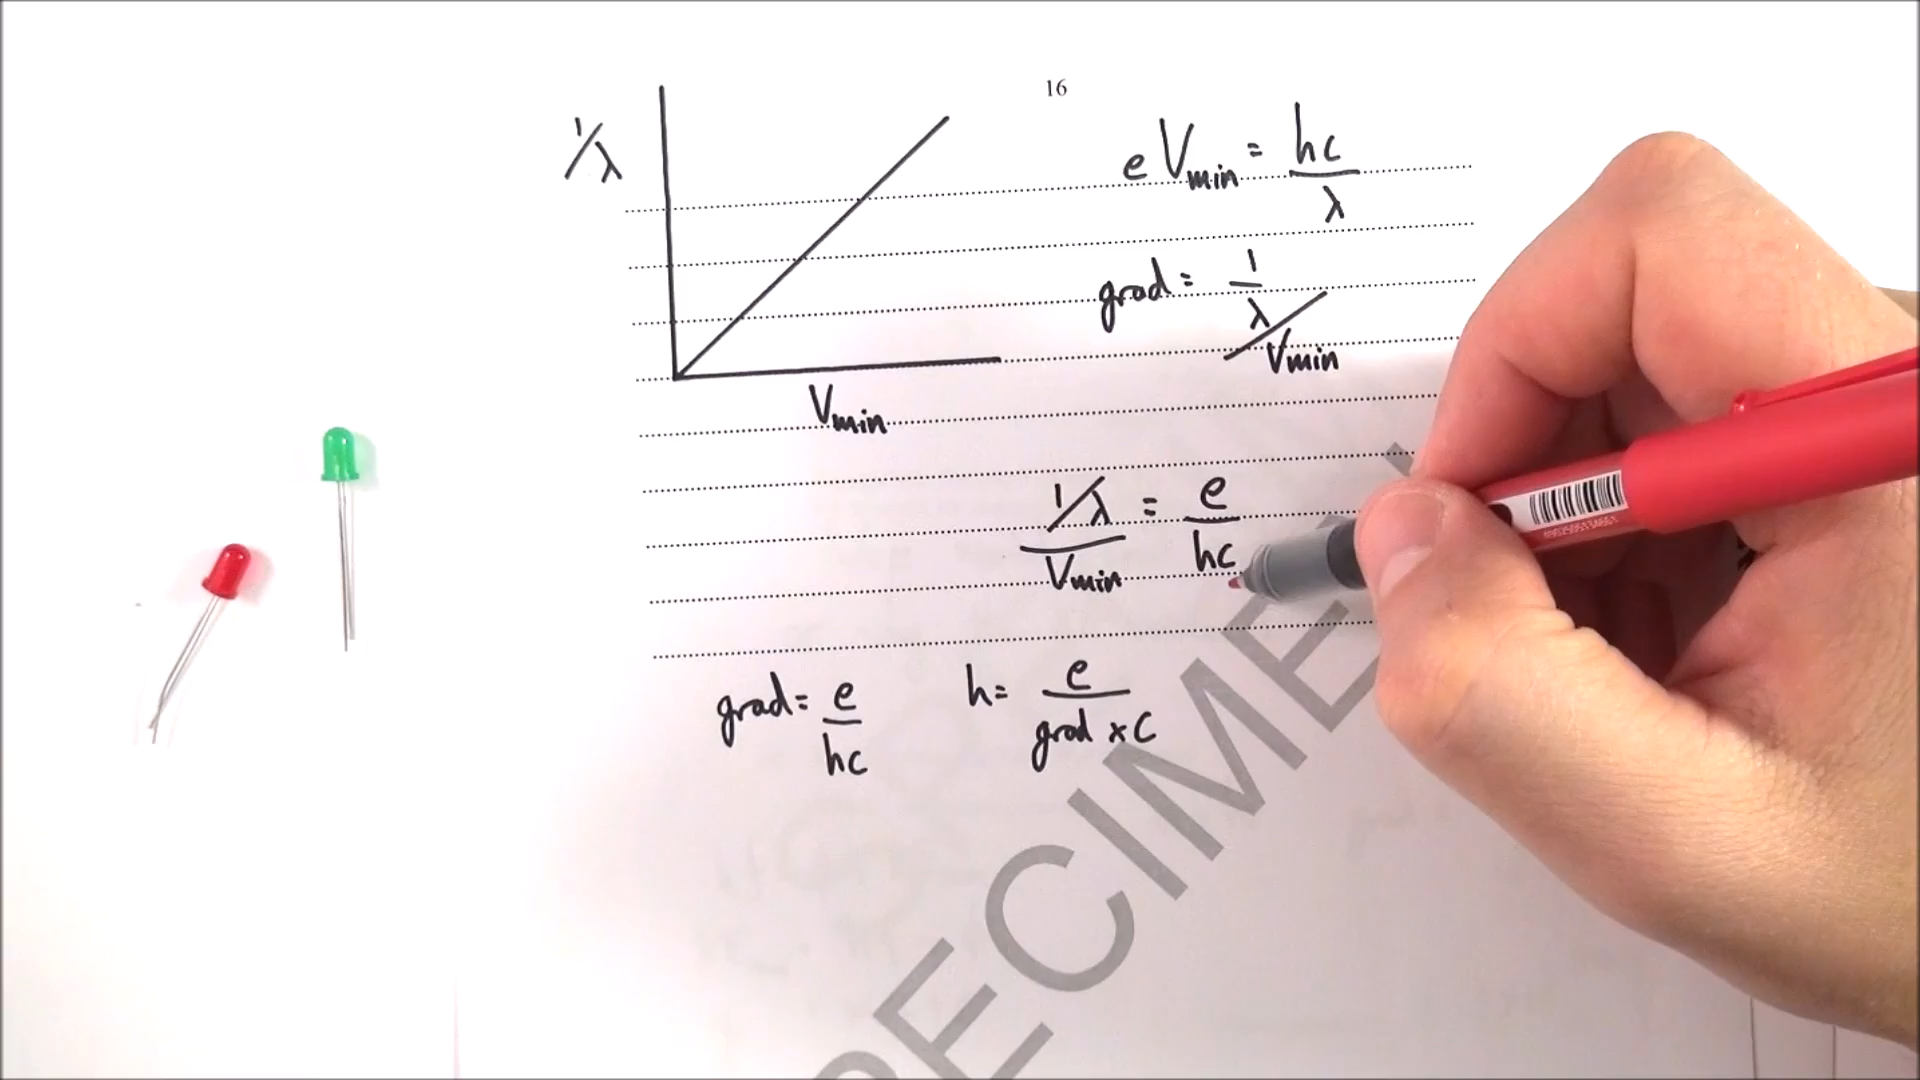 16
1/λ
eVmin = hc/λ
grad = 1/λ / Vmin
Vmin
1/λ / Vmin = e/hc
grad = e/hc
h = e/grad × c
SPECIMEN